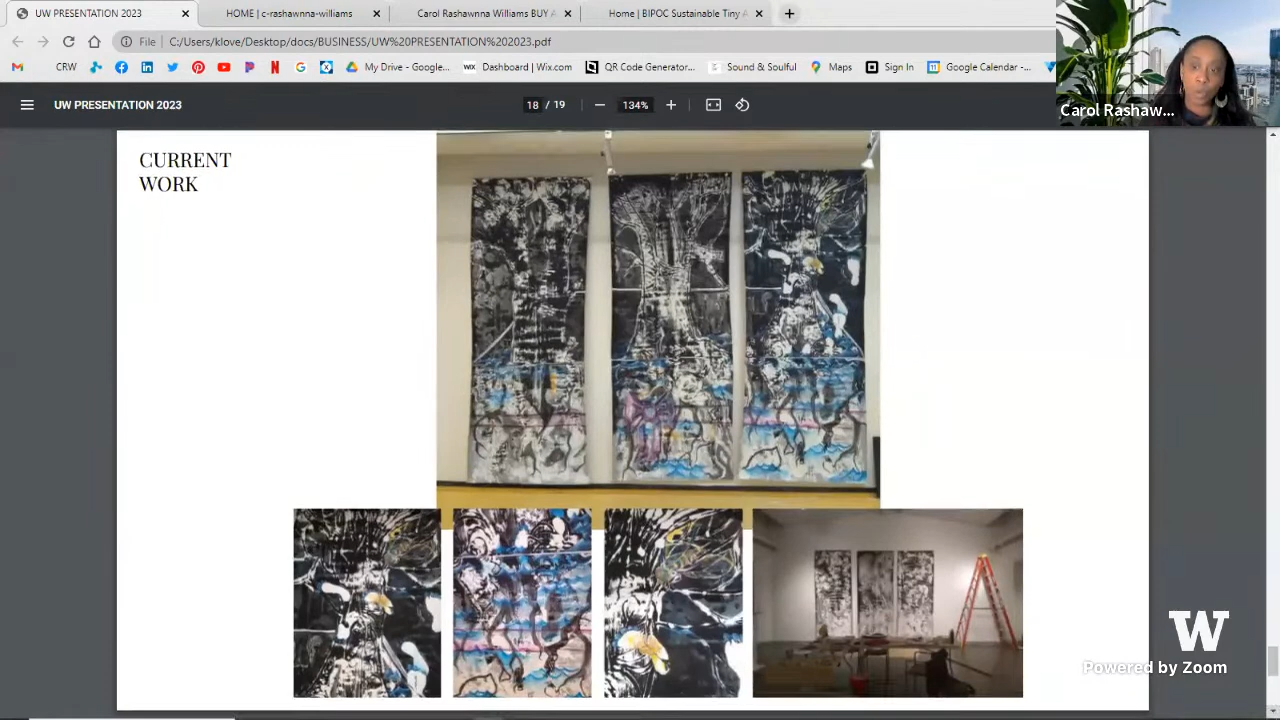 UW PRESENTATION 2023
HOME | c-rashawnna-williams
Carol Rashawnna Williams BUY A
Home | BIPOC Sustainable Tiny A
File
C:/Users/klove/Desktop/docs/BUSINESS/UW%20PRESENTATION%202023.pdf
CRW
My Drive - Google...
Dashboard | Wix.com
QR Code Generator...
Sound & Soulful
Maps
Sign In
Google Calendar -...
Carol Rashaw...
UW PRESENTATION 2023
18 / 19
134%
CURRENT
WORK
W
Powered by Zoom